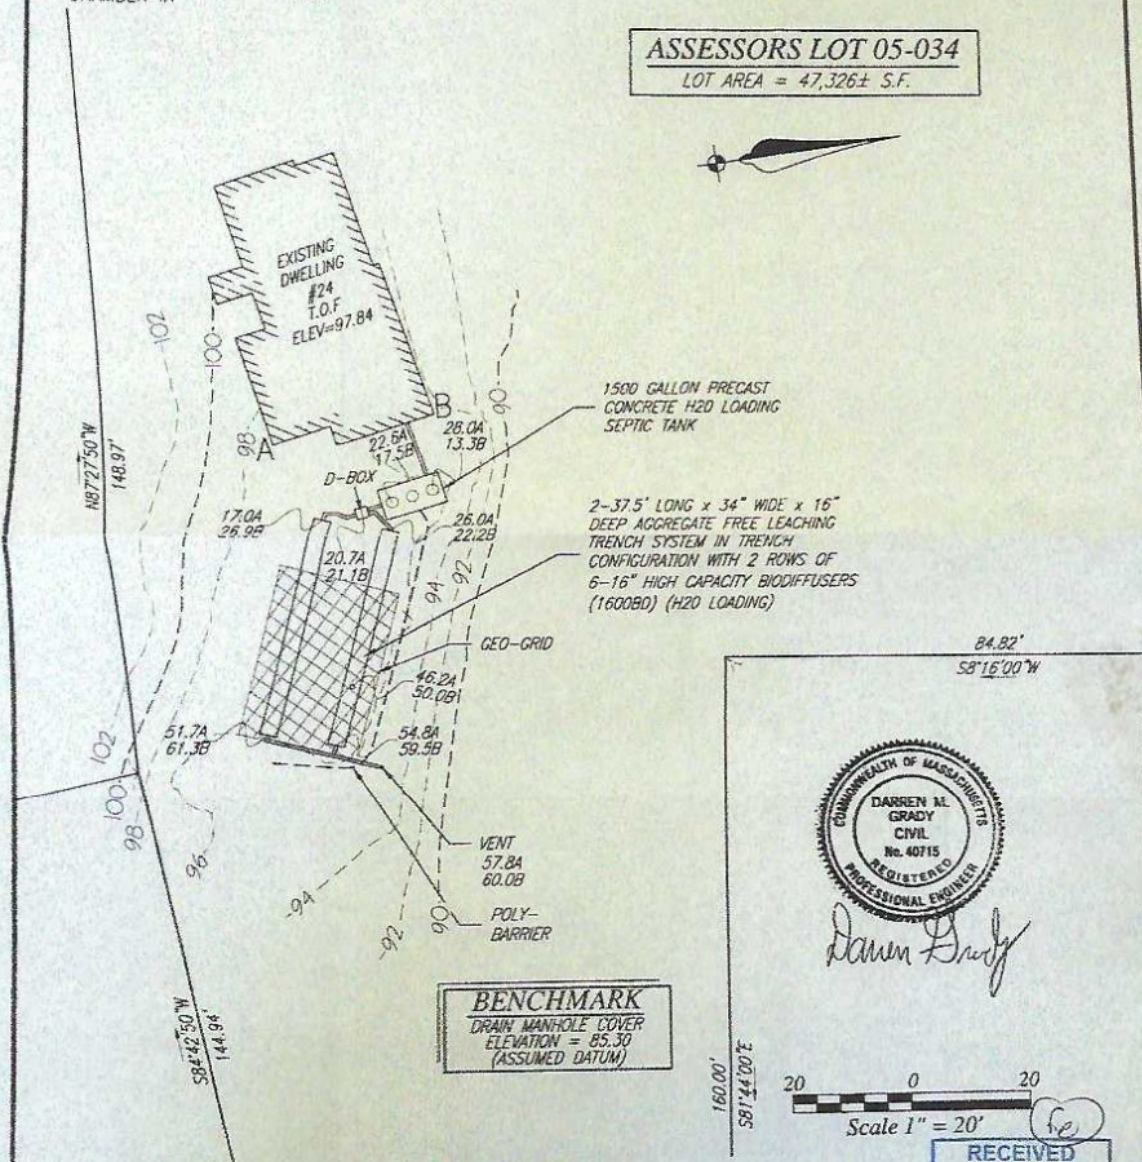 ASSESSORS LOT 05-034
LOT AREA = 47,326± S.F.
EXISTING
DWELLING
#24
T.O.F
ELEV=97.84
102
100
98
90
A
B
N87°27'50"W
148.97'
28.0A
13.3B
22.6A
17.5B
D-BOX
1500 GALLON PRECAST
CONCRETE H20 LOADING
SEPTIC TANK
17.0A
26.9B
26.0A
22.2B
20.7A
21.1B
2-37.5' LONG x 34" WIDE x 16"
DEEP AGGREGATE FREE LEACHING
TRENCH SYSTEM IN TRENCH
CONFIGURATION WITH 2 ROWS OF
6-16" HIGH CAPACITY BIODIFFUSERS
(1600BD) (H20 LOADING)
94
92
GEO-GRID
46.2A
50.0B
51.7A
61.3B
54.8A
59.5B
102
100
98
96
94
92
90
VENT
57.8A
60.0B
POLY-
BARRIER
84.82'
S8°16'00"W
COMMONWEALTH OF MASSACHUSETTS
DARREN M.
GRADY
CIVIL
No. 40715
REGISTERED
PROFESSIONAL ENGINEER
Darren Grady
BENCHMARK
DRAIN MANHOLE COVER
ELEVATION = 85.30
(ASSUMED DATUM)
S84°42'50"W
144.94'
160.00'
S81°44'00"E
20 0 20
Scale 1" = 20'
RECEIVED